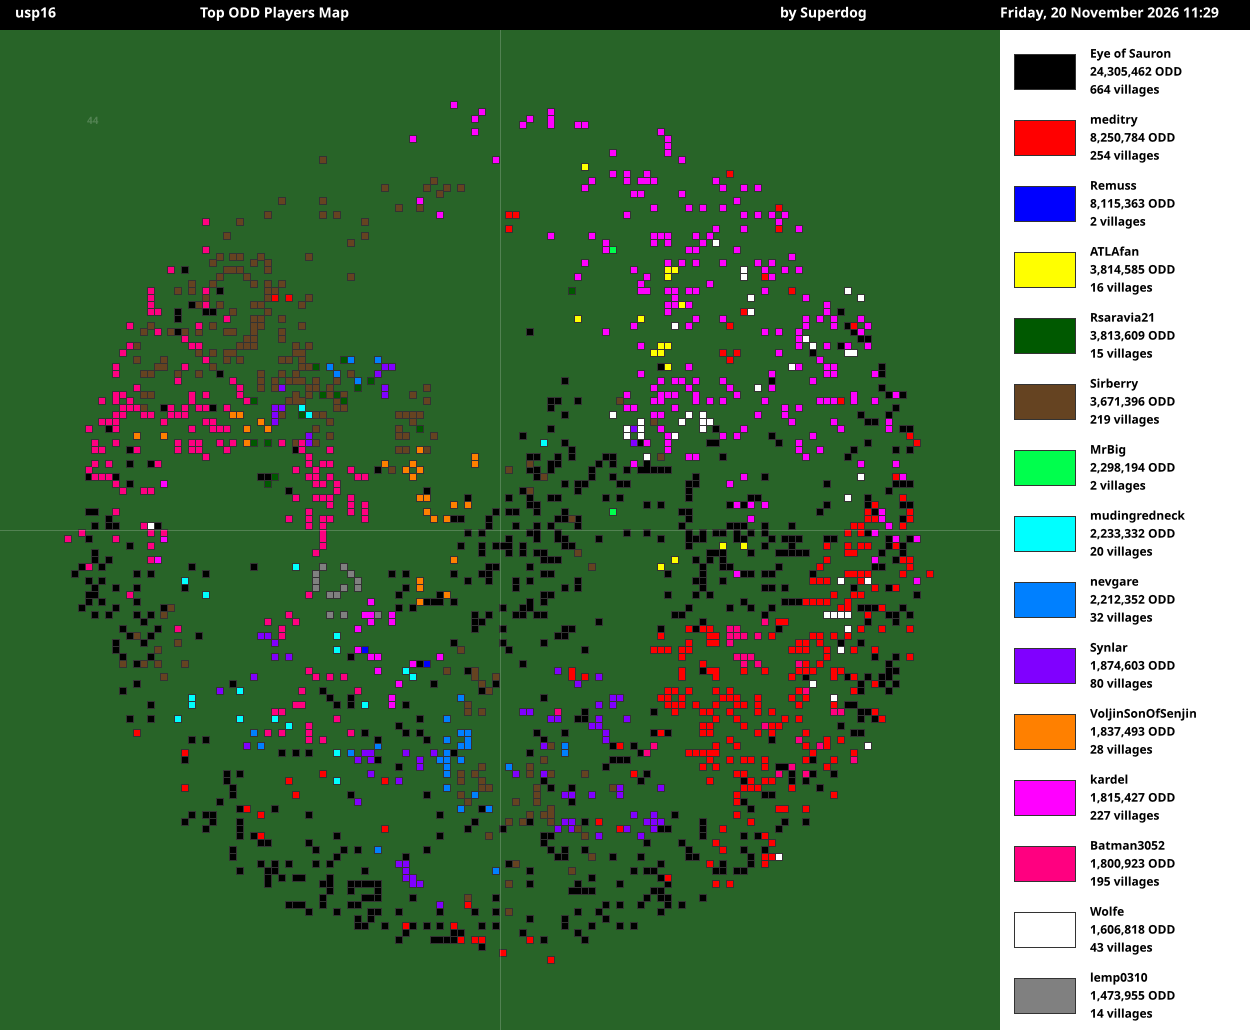 usp16 Top ODD Players Map by Superdog Friday, 20 November 2026 11:29
44
Eye of Sauron
24,305,462 ODD
664 villages
meditry
8,250,784 ODD
254 villages
Remuss
8,115,363 ODD
2 villages
ATLAfan
3,814,585 ODD
16 villages
Rsaravia21
3,813,609 ODD
15 villages
Sirberry
3,671,396 ODD
219 villages
MrBig
2,298,194 ODD
2 villages
mudingredneck
2,233,332 ODD
20 villages
nevgare
2,212,352 ODD
32 villages
Synlar
1,874,603 ODD
80 villages
VoljinSonOfSenjin
1,837,493 ODD
28 villages
kardel
1,815,427 ODD
227 villages
Batman3052
1,800,923 ODD
195 villages
Wolfe
1,606,818 ODD
43 villages
lemp0310
1,473,955 ODD
14 villages